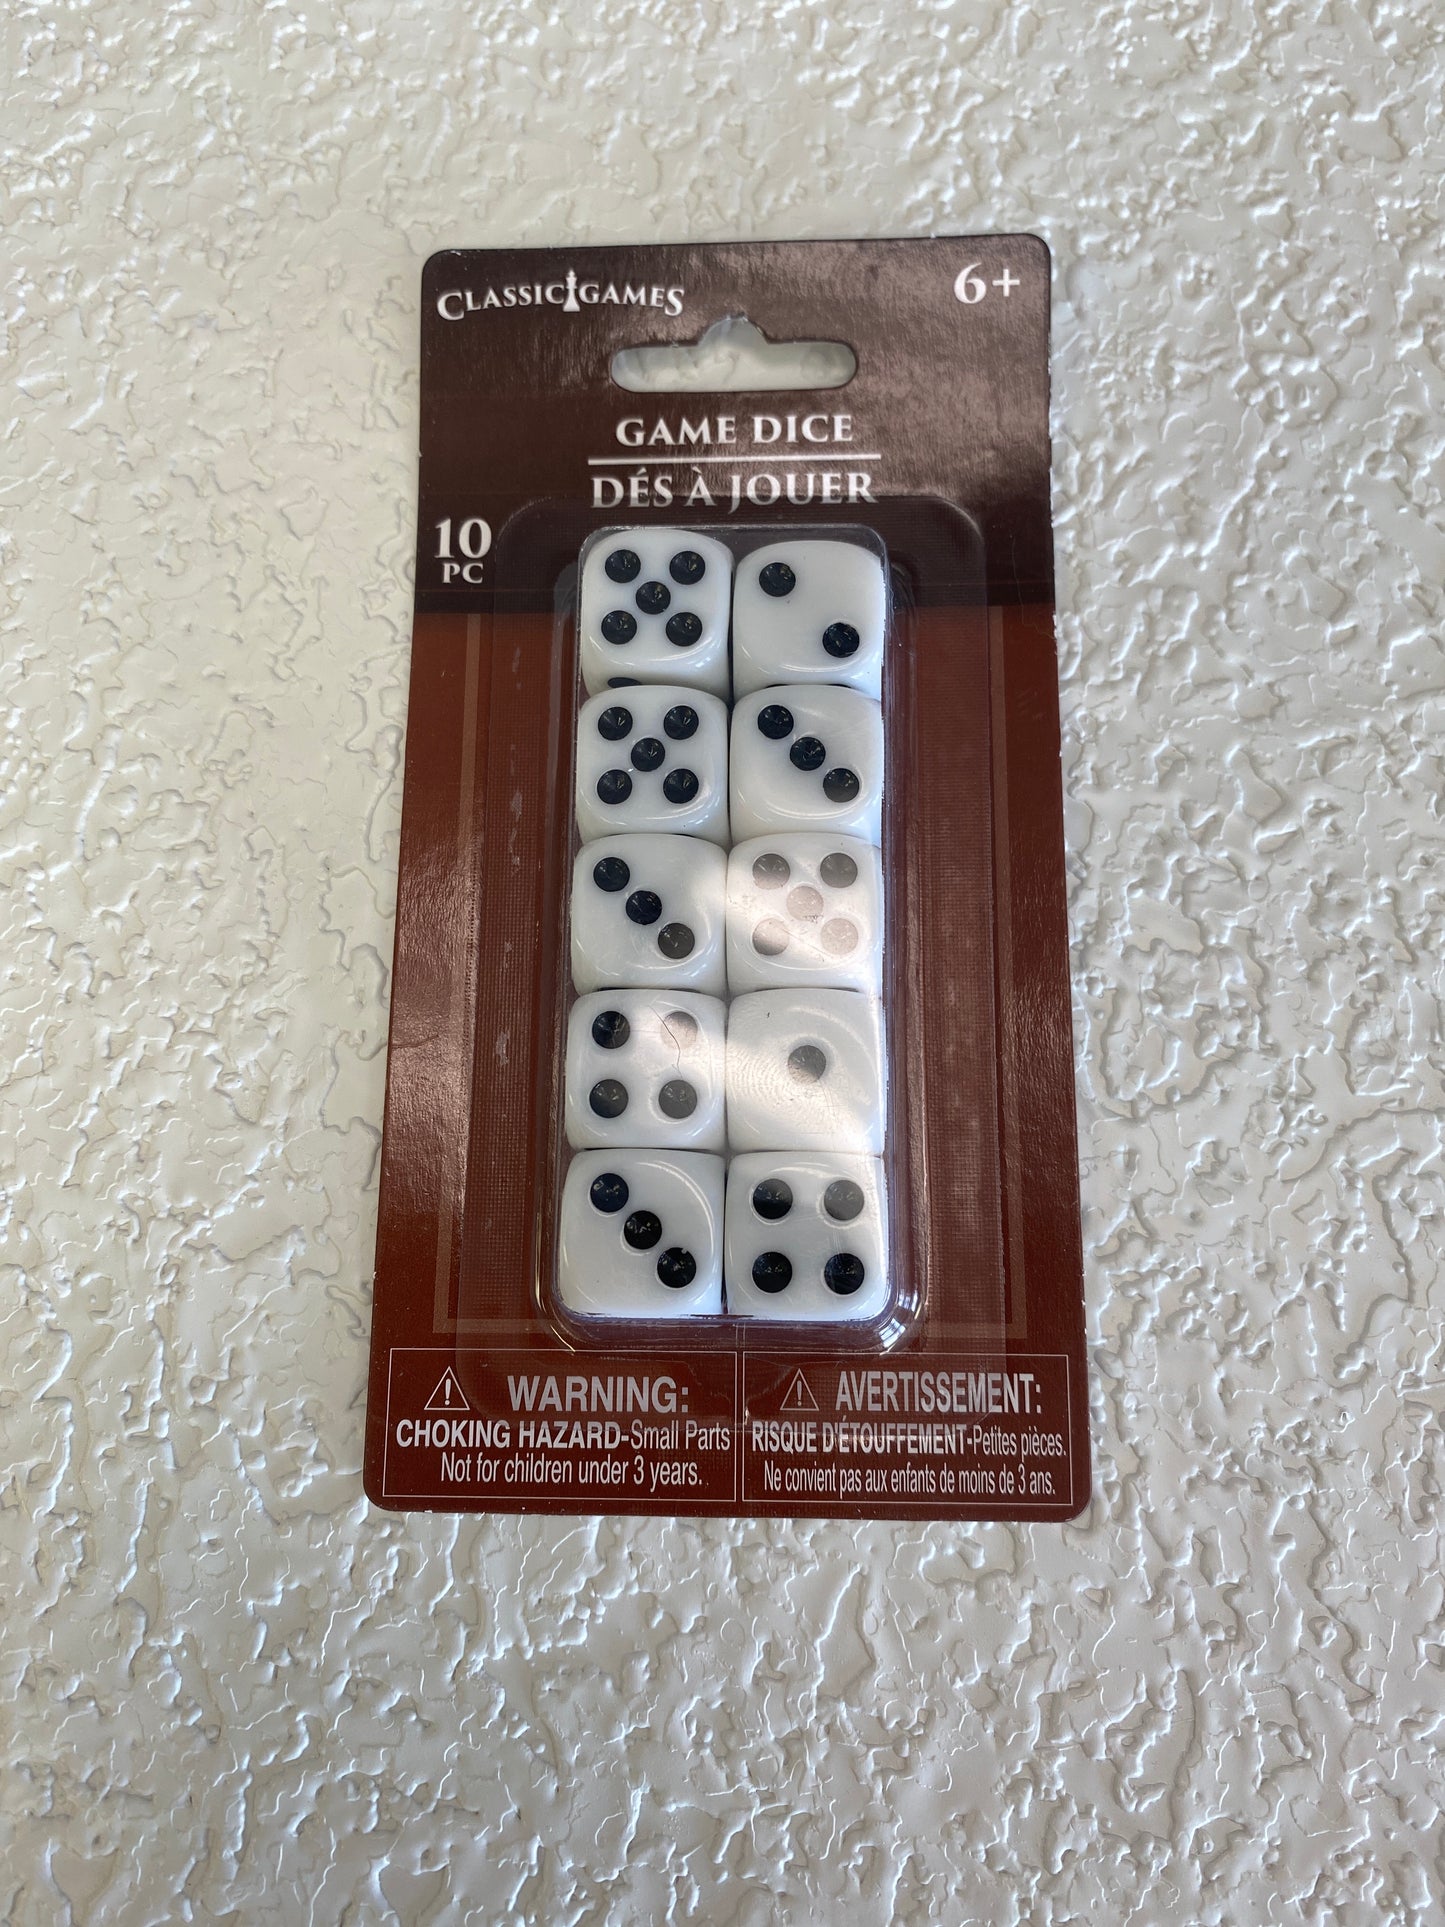 CLASSIC GAMES
6+
GAME DICE
DÉS À JOUER
10
PC
WARNING:
CHOKING HAZARD-Small Parts
Not for children under 3 years.
AVERTISSEMENT:
RISQUE D'ÉTOUFFEMENT-Petites pièces.
Ne convient pas aux enfants de moins de 3 ans.